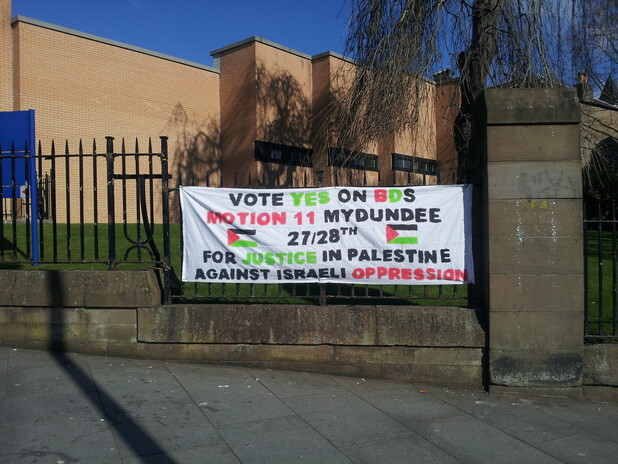 VOTE YES ON BDS
MOTION 11 MYDUNDEE
27/28TH
FOR JUSTICE IN PALESTINE
AGAINST ISRAELI OPPRESSION